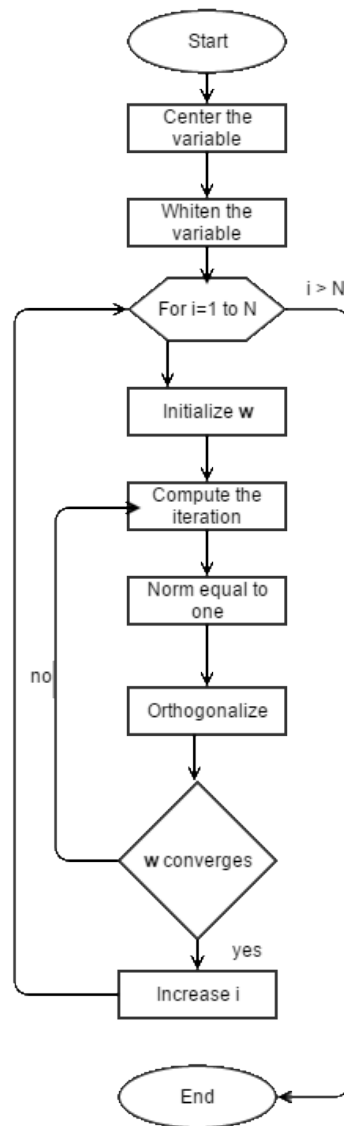 Start
Center the
variable
Whiten the
variable
i > N
For i=1 to N
Initialize w
Compute the
iteration
Norm equal to
one
no
Orthogonalize
w converges
yes
Increase i
End